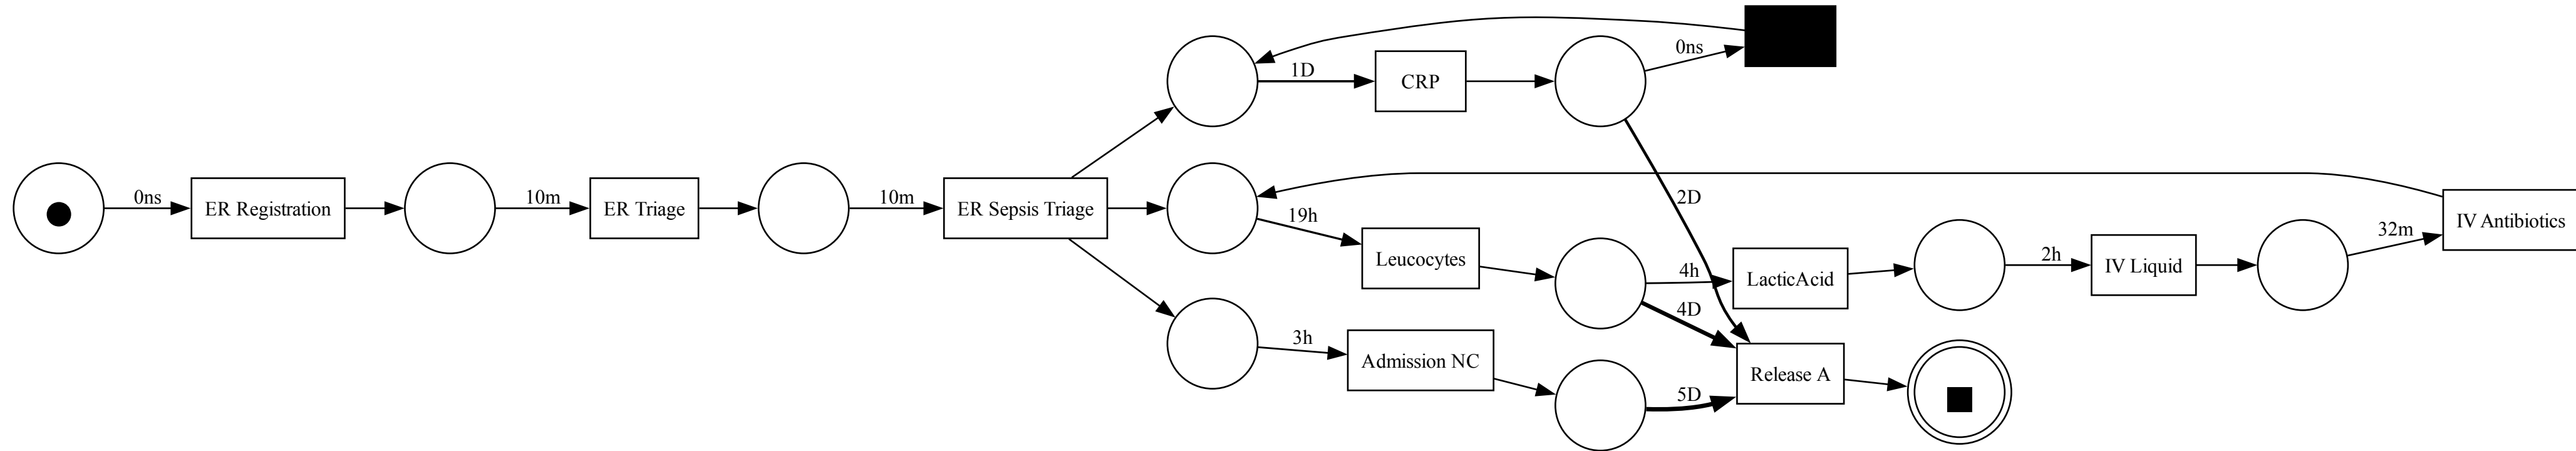 0ns
ER Registration
10m
ER Triage
10m
ER Sepsis Triage
1D
CRP
0ns
2D
19h
Leucocytes
4h
LacticAcid
2h
IV Liquid
32m
IV Antibiotics
4D
3h
Admission NC
5D
Release A